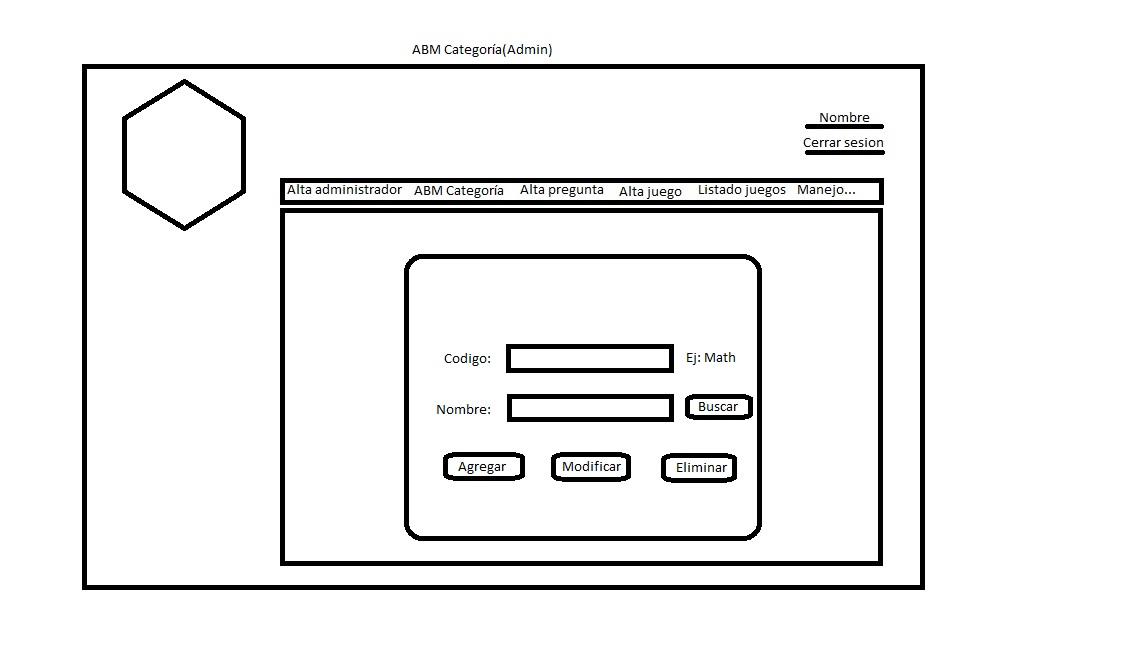 ABM Categoría(Admin)
Nombre
Cerrar sesion
Alta administrador ABM Categoría Alta pregunta Alta juego Listado juegos Manejo...
Codigo: Ej: Math
Nombre: Buscar
Agregar Modificar Eliminar